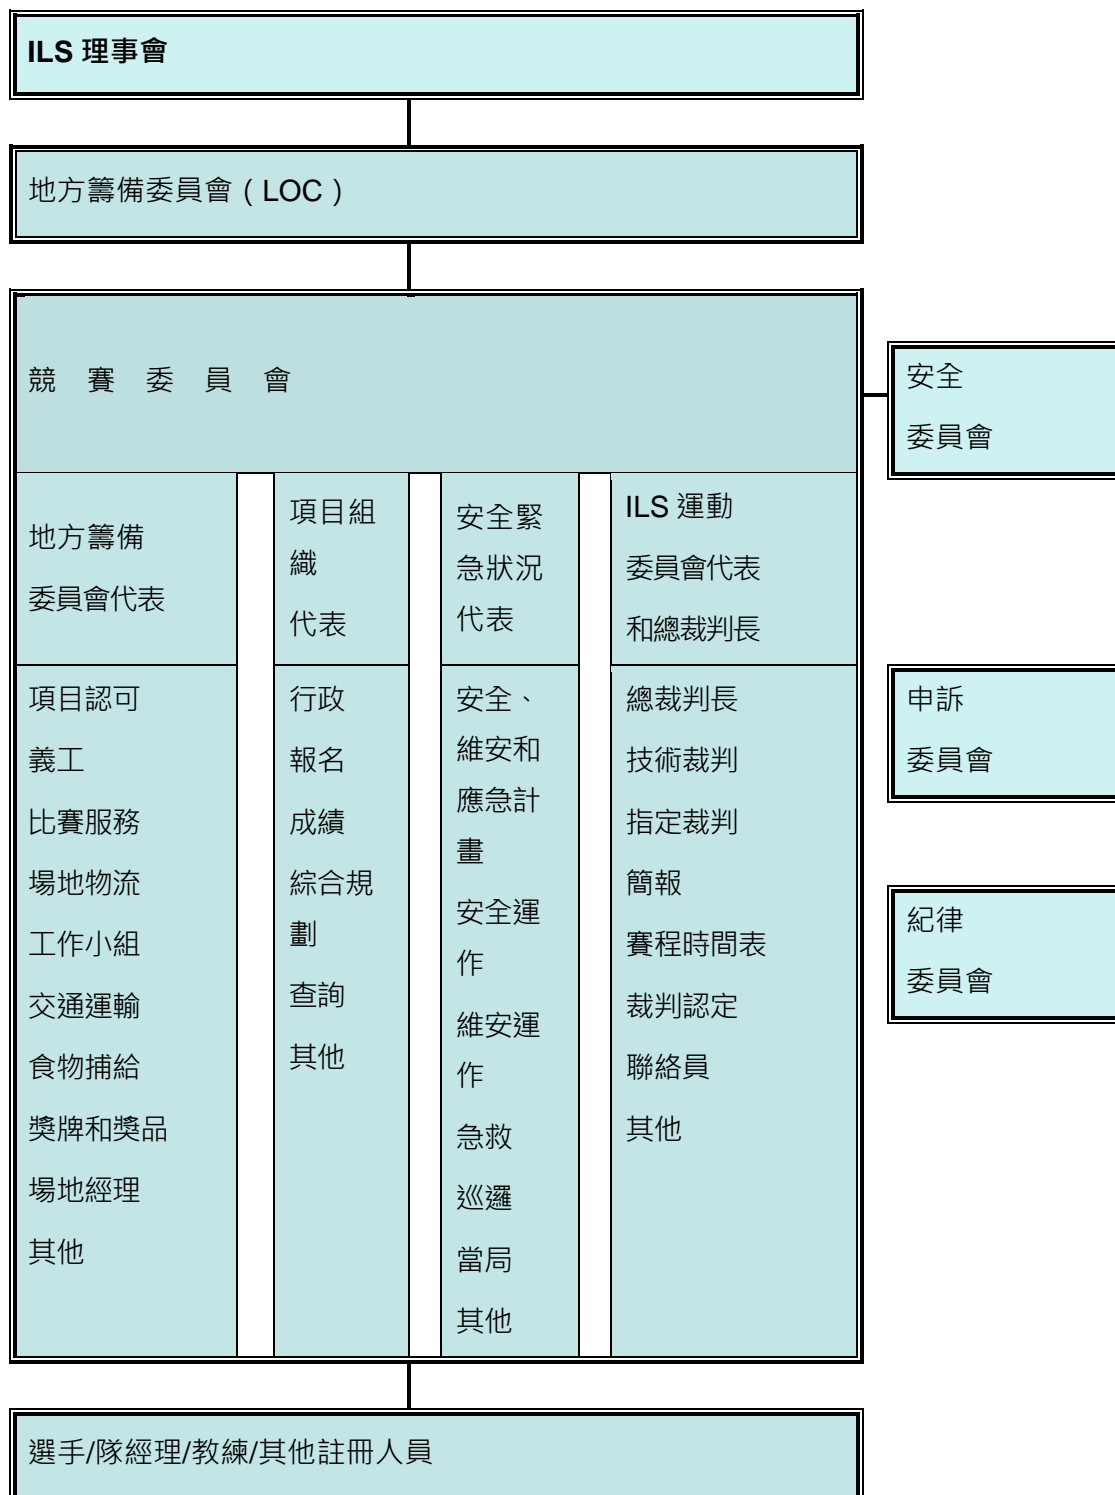 ILS 理事會
地方籌備委員會（LOC）
競 賽 委 員 會
安全
委員會
地方籌備
委員會代表
項目組
織
代表
安全緊
急狀況
代表
ILS 運動
委員會代表
和總裁判長
項目認可
義工
比賽服務
場地物流
工作小組
交通運輸
食物捕給
獎牌和獎品
場地經理
其他
行政
報名
成績
綜合規
劃
查詢
其他
安全、
維安和
應急計
畫
安全運
作
維安運
作
急救
巡邏
當局
其他
總裁判長
技術裁判
指定裁判
簡報
賽程時間表
裁判認定
聯絡員
其他
申訴
委員會
紀律
委員會
選手/隊經理/教練/其他註冊人員